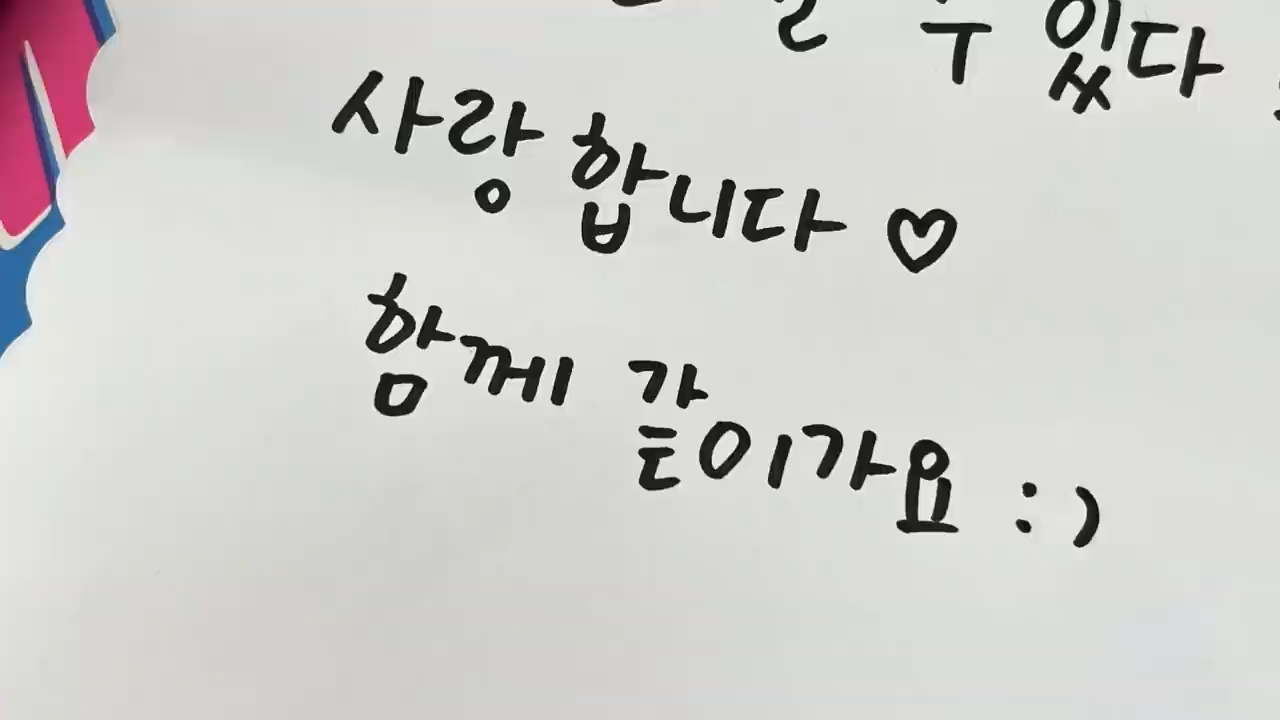 수 있다
사랑합니다 ♡
함께 같이가요 :)